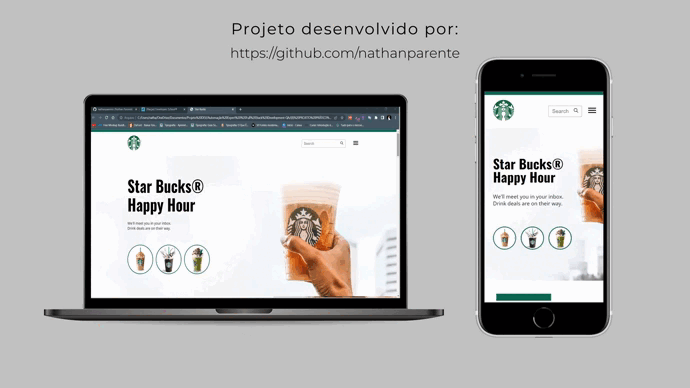 Projeto desenvolvido por:
https://github.com/nathanparente
Search
Star Bucks®
Happy Hour
We'll meet you in your inbox.
Drink deals are on their way.
Search
Star Bucks®
Happy Hour
We'll meet you in your inbox.
Drink deals are on their way.